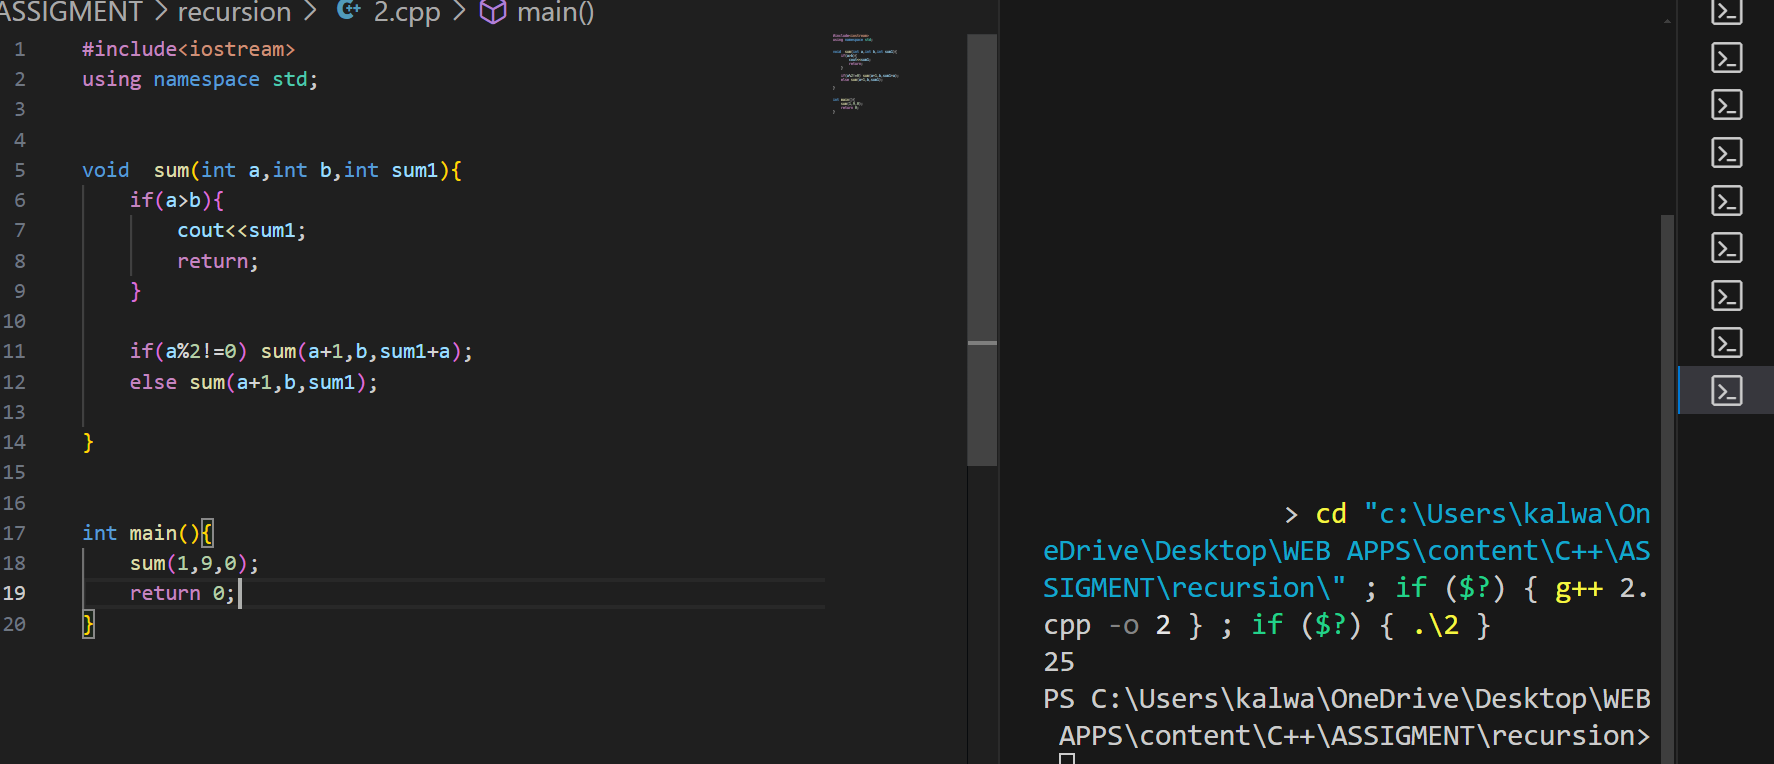 ASSIGMENT > recursion > C++ 2.cpp > main()
1 #include<iostream>
2 using namespace std;
3
4
5 void  sum(int a,int b,int sum1){
6     if(a>b){
7         cout<<sum1;
8         return;
9     }
10
11     if(a%2!=0) sum(a+1,b,sum1+a);
12     else sum(a+1,b,sum1);
13
14 }
15
16
17 int main(){
18     sum(1,9,0);
19     return 0;
20 }
> cd "c:\Users\kalwa\On
eDrive\Desktop\WEB APPS\content\C++\AS
SIGMENT\recursion\" ; if ($?) { g++ 2.
cpp -o 2 } ; if ($?) { .\2 }
25
PS C:\Users\kalwa\OneDrive\Desktop\WEB
 APPS\content\C++\ASSIGMENT\recursion>